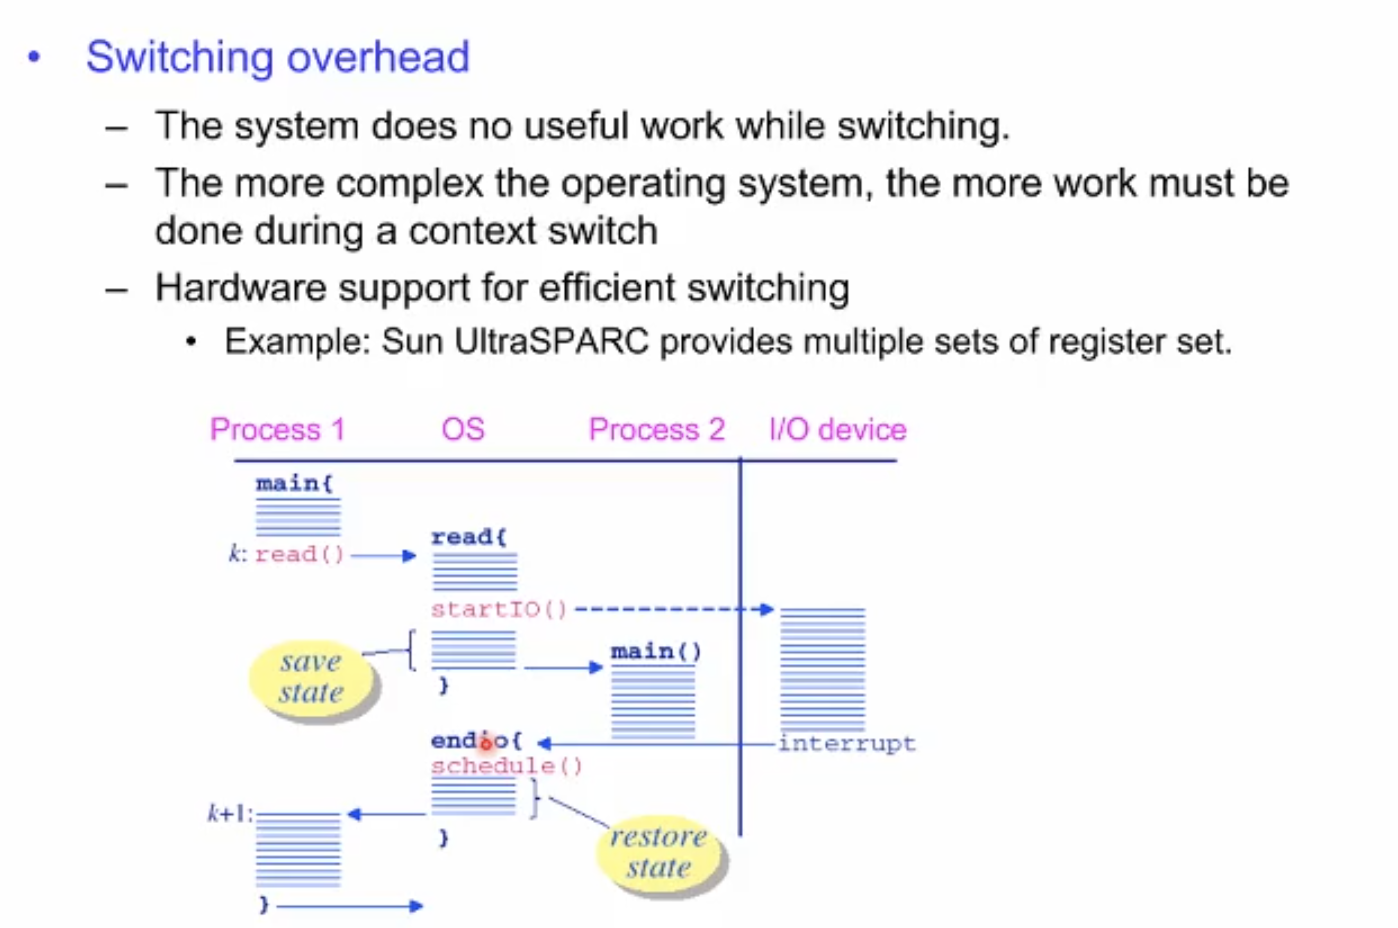 • Switching overhead
– The system does no useful work while switching.
– The more complex the operating system, the more work must be
done during a context switch
– Hardware support for efficient switching
• Example: Sun UltraSPARC provides multiple sets of register set.
Process 1 OS Process 2 I/O device
main{
read{
k: read()
startIO()
main()
save
state
}
endio{
interrupt
schedule()
k+1:
}
restore
state
}